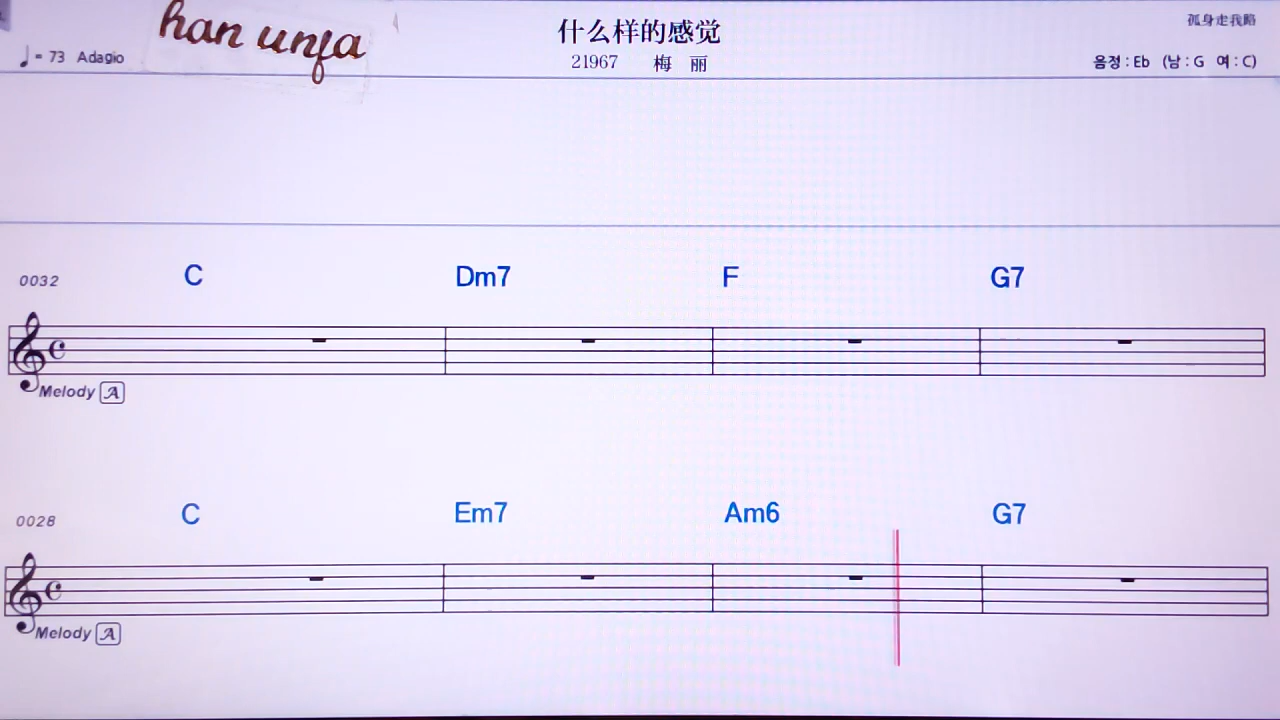 han unfa
什么样的感觉
孤身走我路
♩= 73 Adagio
21967 梅 丽
음정 : Eb (남 : G 여 : C)
0032 C Dm7 F G7
Melody A
0028 C Em7 Am6 G7
Melody A